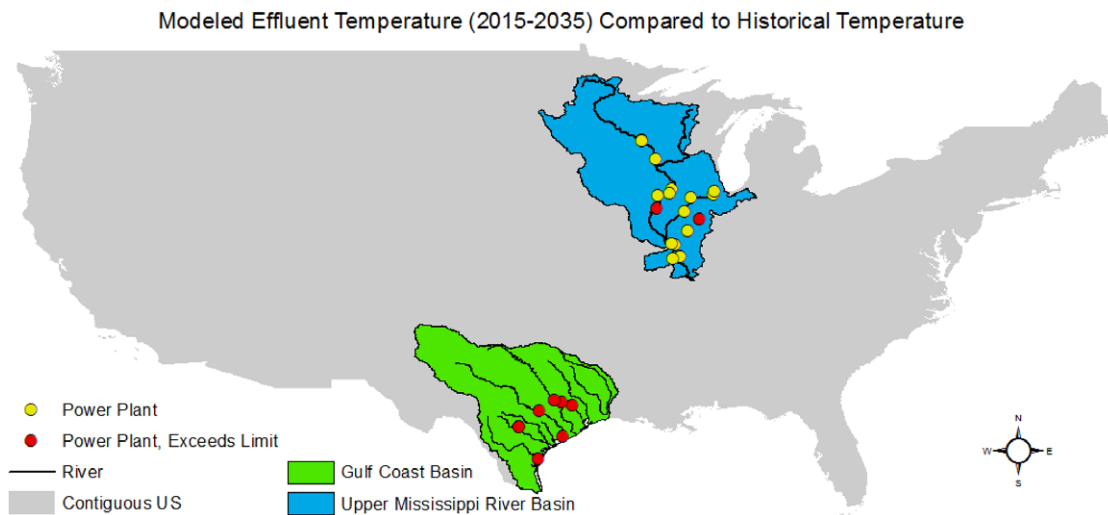 Modeled Effluent Temperature (2015-2035) Compared to Historical Temperature
Power Plant
Power Plant, Exceeds Limit
River
Contiguous US
Gulf Coast Basin
Upper Mississippi River Basin
N
W
E
S